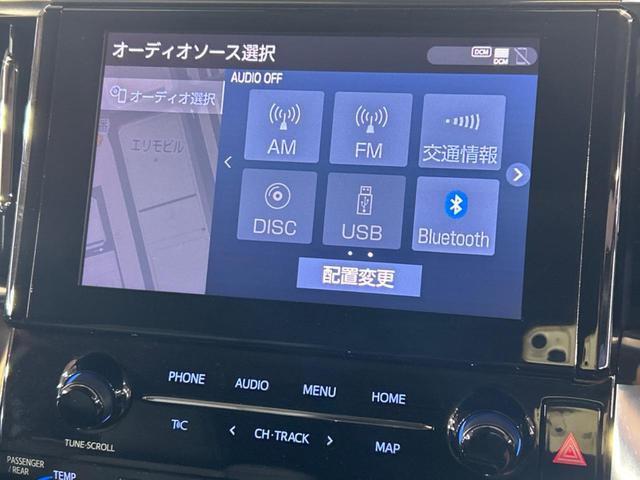 オーディオソース選択
DCM
DCM
オーディオ選択
AUDIO OFF
エリモビル
AM
FM
交通情報
DISC
USB
Bluetooth
配置変更
PHONE
AUDIO
MENU
HOME
TUNE·SCROLL
T\C
CH·TRACK
MAP
PASSENGER
/REAR
TEMP